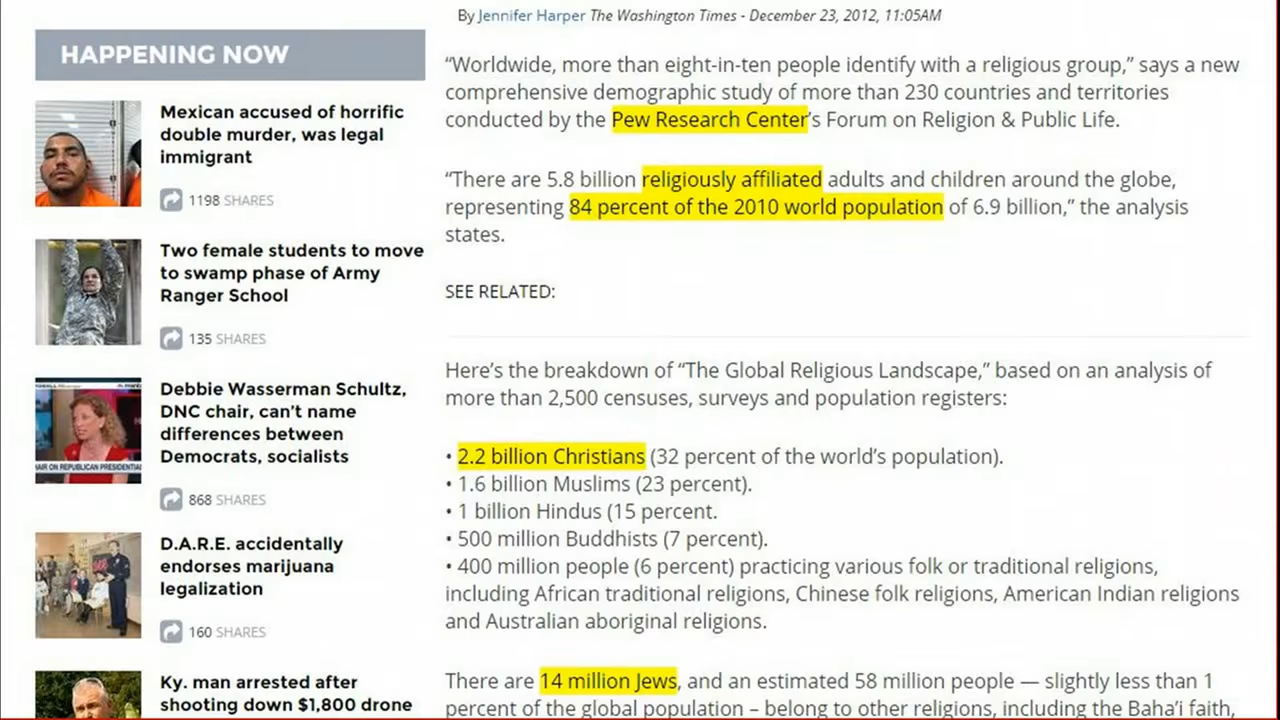 By Jennifer Harper The Washington Times - December 23, 2012, 11:05AM
HAPPENING NOW
Mexican accused of horrific
double murder, was legal
immigrant
1198 SHARES
Two female students to move
to swamp phase of Army
Ranger School
135 SHARES
Debbie Wasserman Schultz,
DNC chair, can't name
differences between
Democrats, socialists
868 SHARES
AIR ON REPUBLICAN PRESIDENTIAL
D.A.R.E. accidentally
endorses marijuana
legalization
160 SHARES
Ky. man arrested after
shooting down $1,800 drone
“Worldwide, more than eight-in-ten people identify with a religious group,” says a new
comprehensive demographic study of more than 230 countries and territories
conducted by the Pew Research Center’s Forum on Religion & Public Life.
“There are 5.8 billion religiously affiliated adults and children around the globe,
representing 84 percent of the 2010 world population of 6.9 billion,” the analysis
states.
SEE RELATED:
Here’s the breakdown of “The Global Religious Landscape,” based on an analysis of
more than 2,500 censuses, surveys and population registers:
• 2.2 billion Christians (32 percent of the world’s population).
• 1.6 billion Muslims (23 percent).
• 1 billion Hindus (15 percent.
• 500 million Buddhists (7 percent).
• 400 million people (6 percent) practicing various folk or traditional religions,
including African traditional religions, Chinese folk religions, American Indian religions
and Australian aboriginal religions.
There are 14 million Jews, and an estimated 58 million people — slightly less than 1
percent of the global population – belong to other religions, including the Baha’i faith,